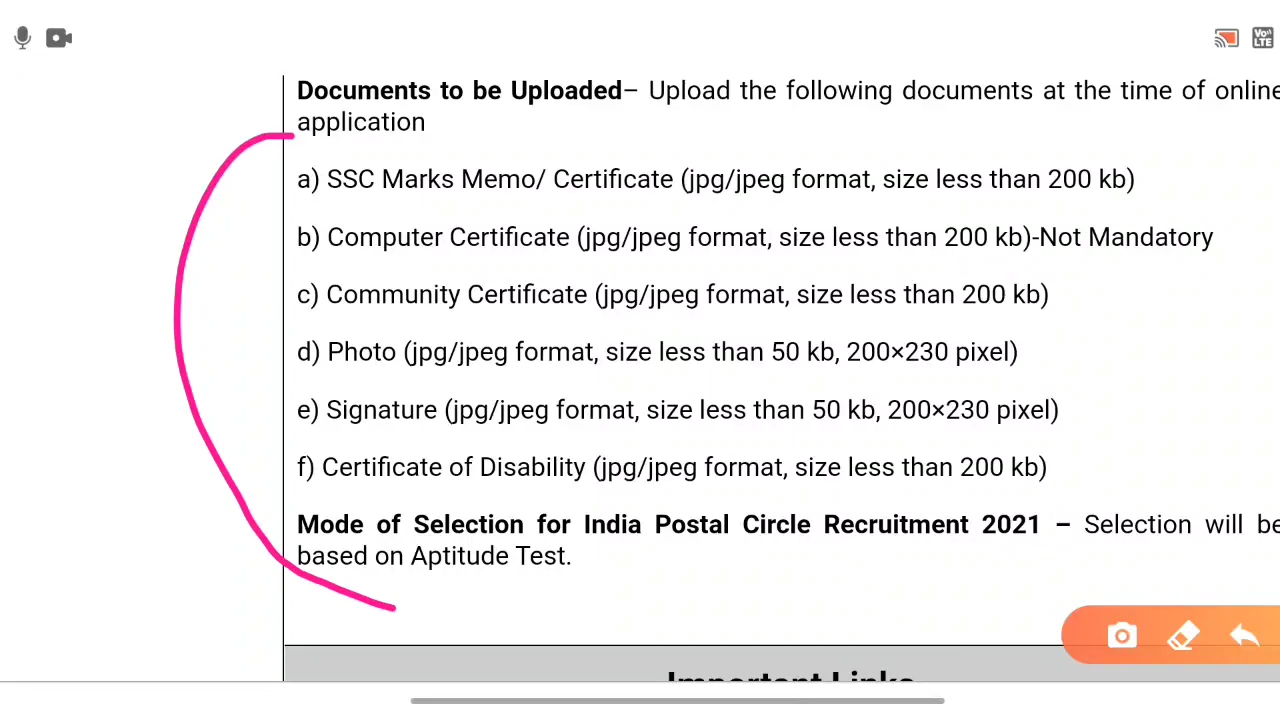 Vo))
LTE
Documents to be Uploaded– Upload the following documents at the time of online
application
a) SSC Marks Memo/ Certificate (jpg/jpeg format, size less than 200 kb)
b) Computer Certificate (jpg/jpeg format, size less than 200 kb)-Not Mandatory
c) Community Certificate (jpg/jpeg format, size less than 200 kb)
d) Photo (jpg/jpeg format, size less than 50 kb, 200×230 pixel)
e) Signature (jpg/jpeg format, size less than 50 kb, 200×230 pixel)
f) Certificate of Disability (jpg/jpeg format, size less than 200 kb)
Mode of Selection for India Postal Circle Recruitment 2021 – Selection will be
based on Aptitude Test.
Important Links